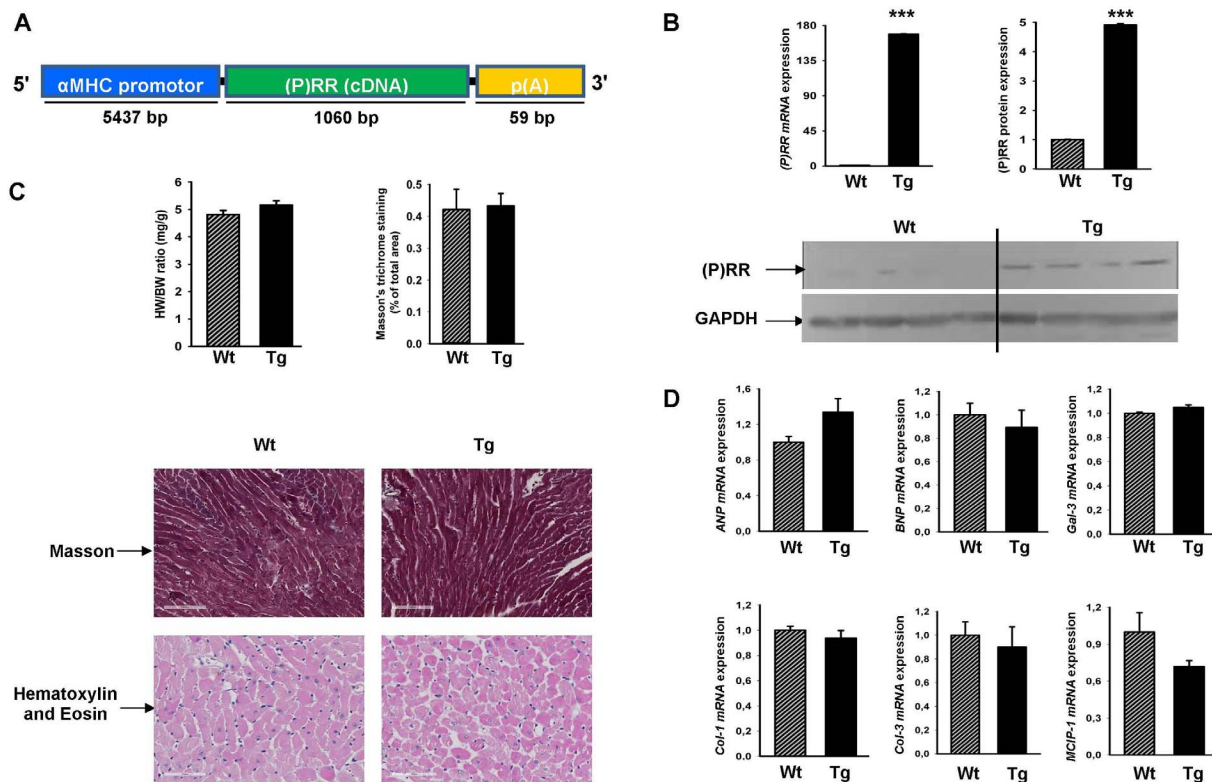 A
5'
αMHC promotor
(P)RR (cDNA)
p(A)
3'
5437 bp
1060 bp
59 bp
B
(P)RR mRNA expression
180
135
90
45
0
***
Wt
Tg
(P)RR protein expression
5
4
3
2
1
0
***
Wt
Tg
Wt
Tg
(P)RR
GAPDH
C
HW/BW ratio (mg/g)
6
5
4
3
2
1
0
Wt
Tg
Masson's trichrome staining
(% of total area)
0.5
0.4
0.3
0.2
0.1
0.0
Wt
Tg
Wt
Tg
Masson
Hematoxylin
and Eosin
D
ANP mRNA expression
1,6
1,2
0,8
0,4
0,0
Wt
Tg
BNP mRNA expression
1,2
1,0
0,8
0,6
0,4
0,2
0,0
Wt
Tg
Gal-3 mRNA expression
1,2
1,0
0,8
0,6
0,4
0,2
0,0
Wt
Tg
Col-1 mRNA expression
1,2
1,0
0,8
0,6
0,4
0,2
0,0
Wt
Tg
Col-3 mRNA expression
1,2
1,0
0,8
0,6
0,4
0,2
0,0
Wt
Tg
MCIP-1 mRNA expression
1,2
0,9
0,6
0,3
0,0
Wt
Tg